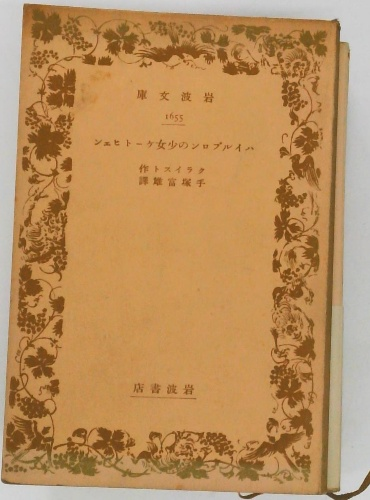 岩波文庫
1655
ハイルブロンの少女ケートヒェン
クライスト作
手塚富雄譯
岩波書店